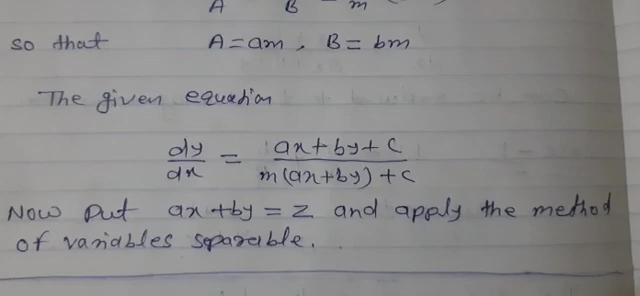 A B m
so that A = am, B = bm
The given equation
dy/dx = ax+by+c/m(ax+by)+c
Now put ax+by = z and apply the method
of variables separable.